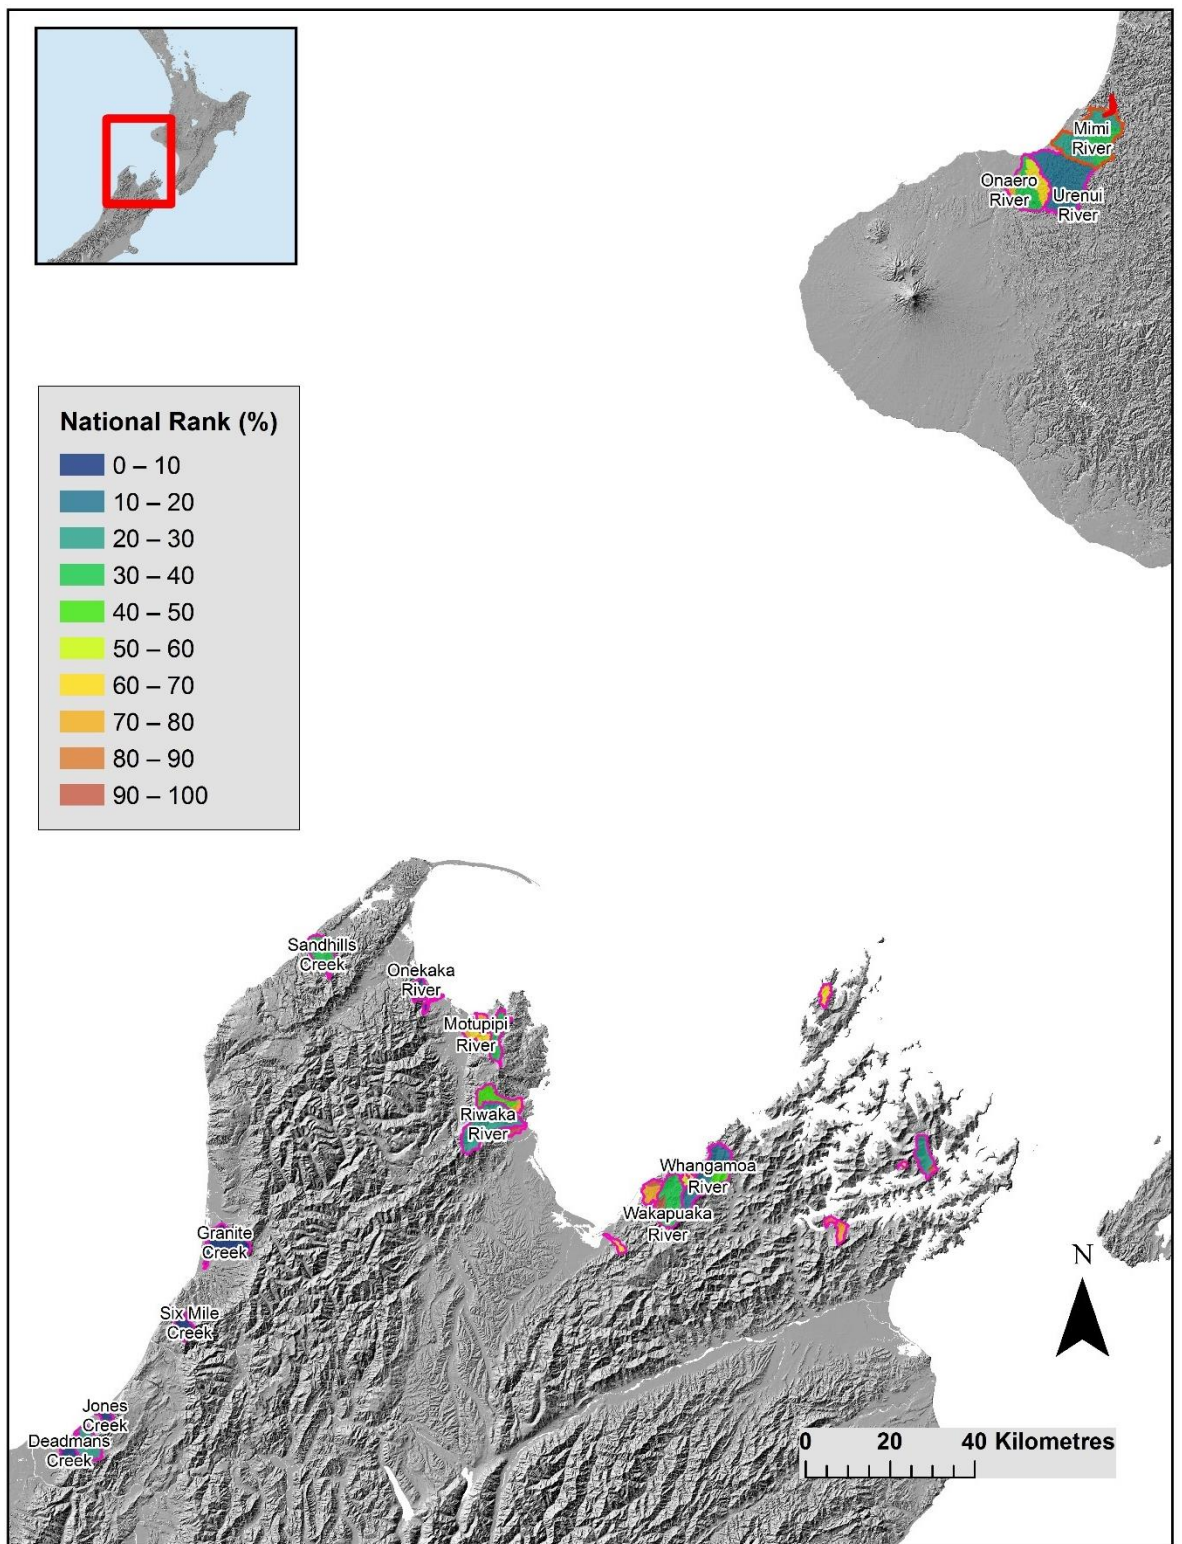 Mimi
River
Onaero
River
Urenui
River
National Rank (%)
0 – 10
10 – 20
20 – 30
30 – 40
40 – 50
50 – 60
60 – 70
70 – 80
80 – 90
90 – 100
Sandhills
Creek
Onekaka
River
Motupipi
River
Riwaka
River
Whangamoa
River
Wakapuaka
River
Granite
Creek
Six Mile
Creek
Jones
Creek
Deadmans
Creek
N
0 20 40 Kilometres